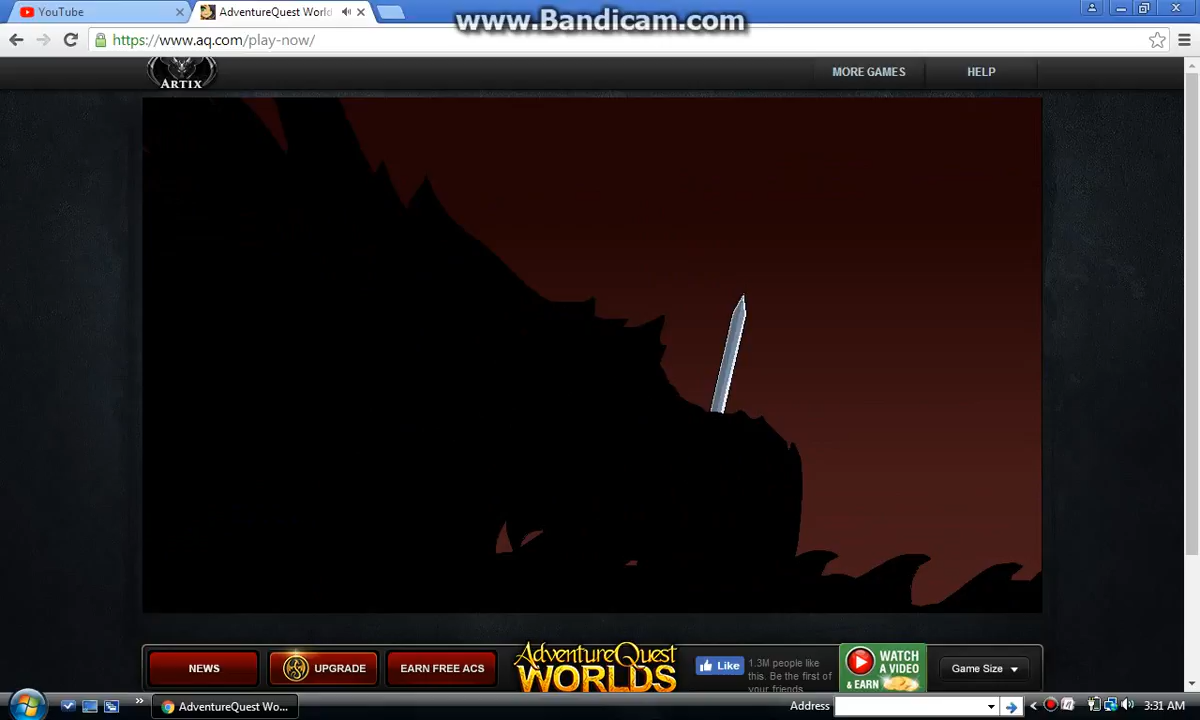 YouTube
AdventureQuest World
www.Bandicam.com
https://www.aq.com/play-now/
ARTIX
MORE GAMES
HELP
NEWS
UPGRADE
EARN FREE ACS
AdventureQuest
WORLDS
Like
1.3M people like
this. Be the first of
your friends.
WATCH
A VIDEO
& EARN
Game Size
AdventureQuest Wo...
Address
3:31 AM